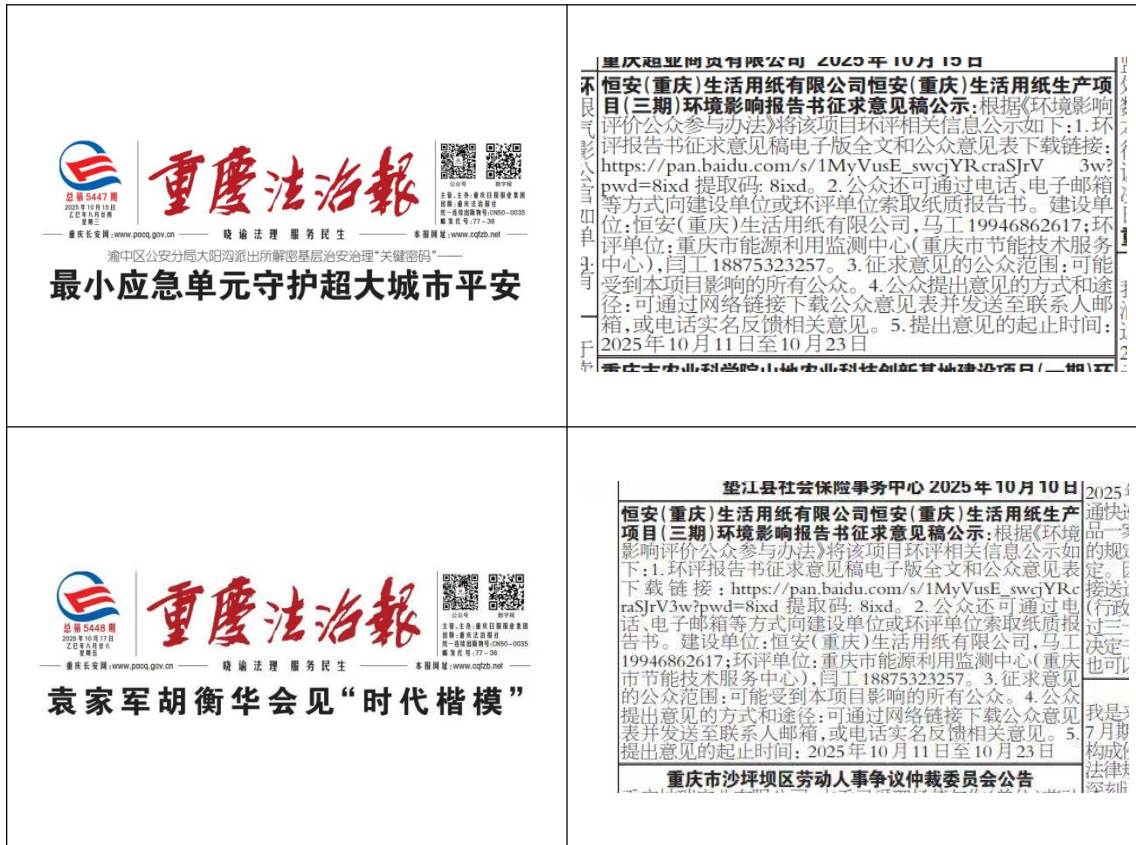 重慶法治報
总第5447期
2025年10月15日
乙巳年八月廿四
星期三
公众号
数字报
主管、主办:重庆日报报业集团
出版:重庆法治报社
统一连续出版物号:CN50-0035
邮发代号:77-36
重庆长安网:www.pacq.gov.cn
晓谕法理 服务民生
本报网址:www.cqfzb.net
渝中区公安分局大阳沟派出所解密基层治安治理“关键密码”——
最小应急单元守护超大城市平安
重庆超业商贸有限公司 2025年10月15日
恒安(重庆)生活用纸有限公司恒安(重庆)生活用纸生产项
目(三期)环境影响报告书征求意见稿公示:根据《环境影响
评价公众参与办法》将该项目环评相关信息公示如下:1.环
评报告书征求意见稿电子版全文和公众意见表下载链接:
https://pan.baidu.com/s/1MyVusE_swcjYRcraSJrV 3w?
pwd=8ixd 提取码: 8ixd。2.公众还可通过电话、电子邮箱
等方式向建设单位或环评单位索取纸质报告书。建设单
位:恒安(重庆)生活用纸有限公司,马工19946862617;环
评单位:重庆市能源利用监测中心(重庆市节能技术服务
中心),闫工18875323257。3.征求意见的公众范围:可能
受到本项目影响的所有公众。4.公众提出意见的方式和途
径:可通过网络链接下载公众意见表并发送至联系人邮
箱,或电话实名反馈相关意见。5.提出意见的起止时间:
2025年10月11日至10月23日
重庆市农业科学院山地农业科技创新基地建设项目(一期)环
重慶法治報
总第5448期
2025年10月17日
乙巳年八月廿六
星期五
公众号
数字报
主管、主办:重庆日报报业集团
出版:重庆法治报社
统一连续出版物号:CN50-0035
邮发代号:77-36
重庆长安网:www.pacq.gov.cn
晓谕法理 服务民生
本报网址:www.cqfzb.net
袁家军胡衡华会见“时代楷模”
垫江县社会保险事务中心 2025年10月10日
恒安(重庆)生活用纸有限公司恒安(重庆)生活用纸生产
项目(三期)环境影响报告书征求意见稿公示:根据《环境
影响评价公众参与办法》将该项目环评相关信息公示如
下:1.环评报告书征求意见稿电子版全文和公众意见表
下载链接:https://pan.baidu.com/s/1MyVusE_swcjYRc
raSJrV3w?pwd=8ixd 提取码: 8ixd。2.公众还可通过电
话、电子邮箱等方式向建设单位或环评单位索取纸质报
告书。建设单位:恒安(重庆)生活用纸有限公司,马工
19946862617;环评单位:重庆市能源利用监测中心(重庆
市节能技术服务中心),闫工18875323257。3.征求意见
的公众范围:可能受到本项目影响的所有公众。4.公众
提出意见的方式和途径:可通过网络链接下载公众意见
表并发送至联系人邮箱,或电话实名反馈相关意见。5.
提出意见的起止时间: 2025年10月11日至10月23日
重庆市沙坪坝区劳动人事争议仲裁委员会公告